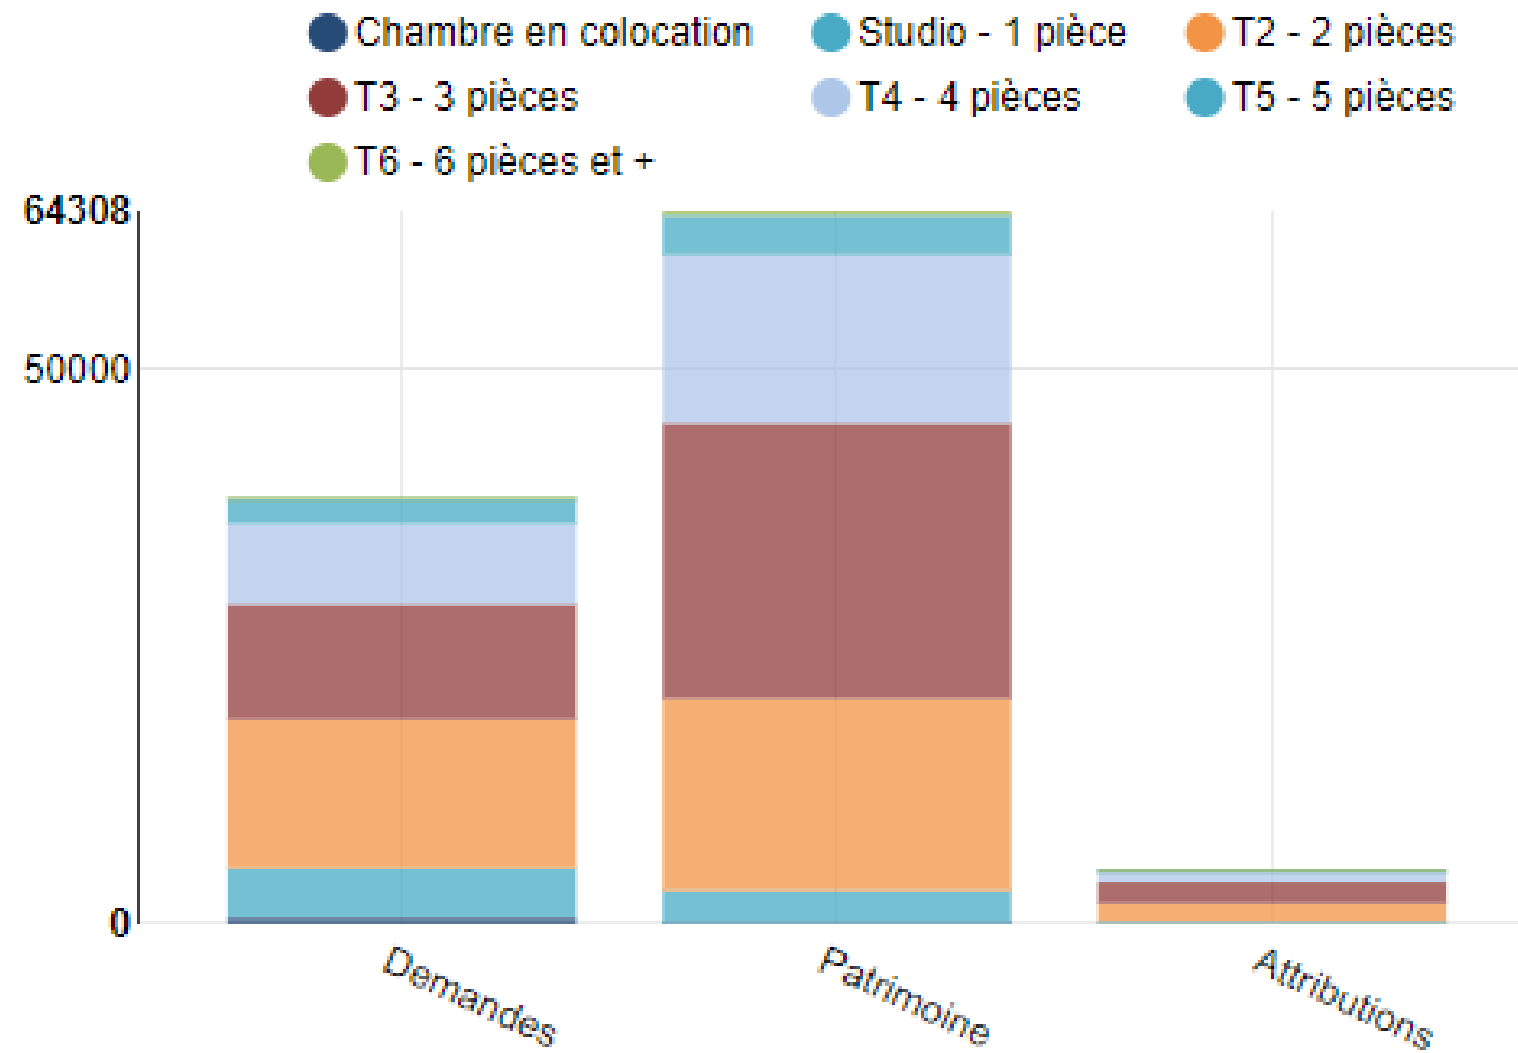 Chambre en colocation Studio - 1 pièce T2 - 2 pièces
T3 - 3 pièces T4 - 4 pièces T5 - 5 pièces
T6 - 6 pièces et +
64308
50000
0
Demandes Patrimoine Attributions